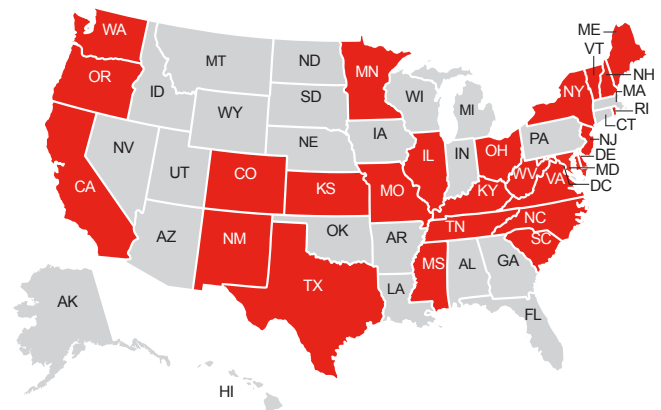 ME
VT
WA
MT
ND
MN
NH
OR
ID
SD
WI
MI
NY
MA
RI
CT
WY
IA
PA
NJ
NE
NV
UT
IL
IN
OH
DE
MD
DC
CA
CO
KS
MO
WV
VA
KY
AZ
NM
OK
AR
TN
NC
SC
TX
LA
MS
AL
GA
AK
FL
HI